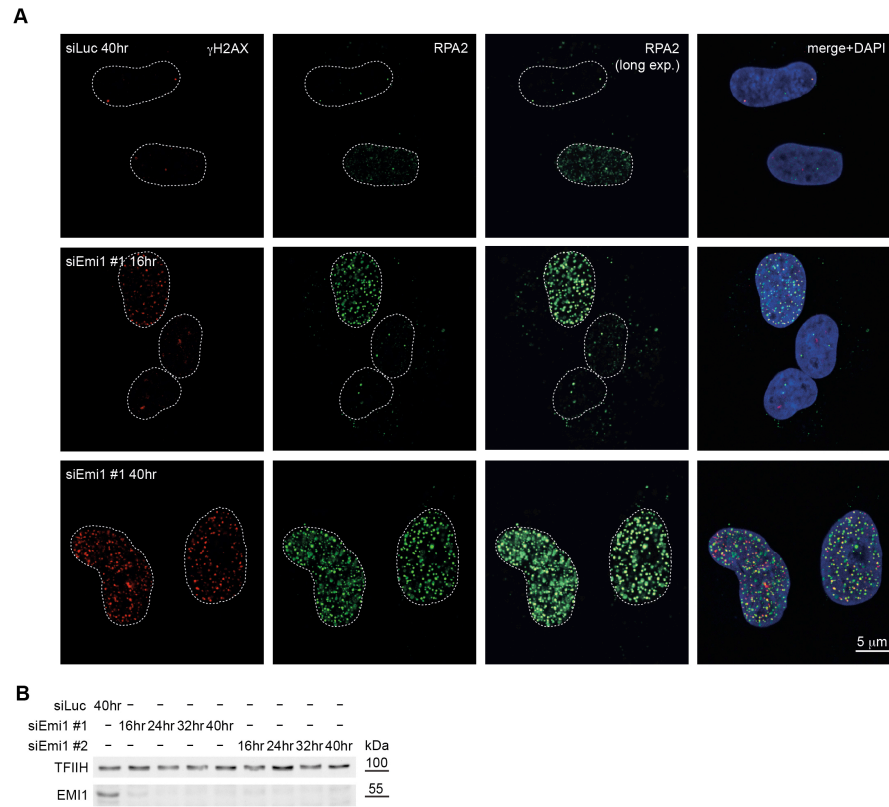 A
siLuc 40hr γH2AX RPA2 RPA2 merge+DAPI
(long exp.)
siEmi1 #1 16hr
siEmi1 #1 40hr
5 μm
B
siLuc 40hr – – – – – – – –
siEmi1 #1 – 16hr 24hr 32hr 40hr – – – –
siEmi1 #2 – – – – – 16hr 24hr 32hr 40hr kDa
TFIIH 100
EMI1 55